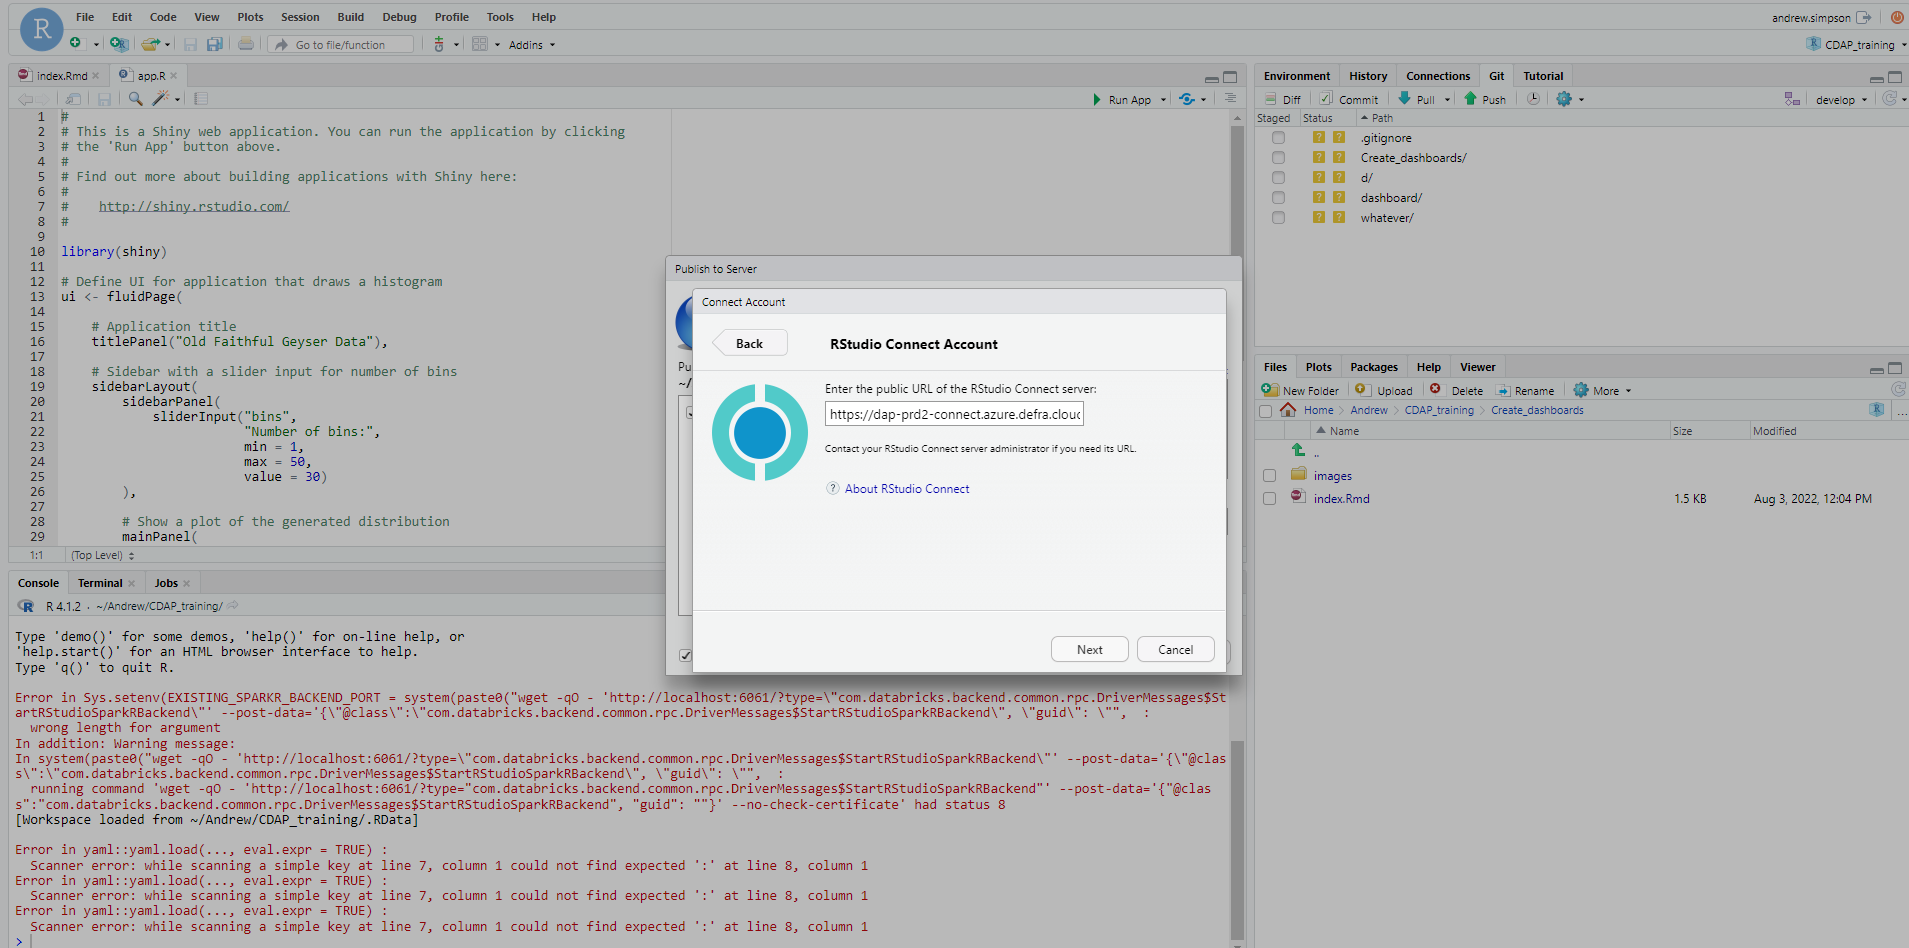 File Edit Code View Plots Session Build Debug Profile Tools Help
andrew.simpson
R
Go to file/function
Addins
CDAP_training
index.Rmd
app.R
Run App
1 #
2 # This is a Shiny web application. You can run the application by clicking
3 # the 'Run App' button above.
4 #
5 # Find out more about building applications with Shiny here:
6 #
7 # http://shiny.rstudio.com/
8 #
9
10 library(shiny)
11
12 # Define UI for application that draws a histogram
13 ui <- fluidPage(
14
15 # Application title
16 titlePanel("Old Faithful Geyser Data"),
17
18 # Sidebar with a slider input for number of bins
19 sidebarLayout(
20 sidebarPanel(
21 sliderInput("bins",
22 "Number of bins:",
23 min = 1,
24 max = 50,
25 value = 30)
26 ),
27
28 # Show a plot of the generated distribution
29 mainPanel(
1:1 (Top Level)
Publish to Server
Pu
~/
Connect Account
Back
RStudio Connect Account
Enter the public URL of the RStudio Connect server:
https://dap-prd2-connect.azure.defra.cloud
Contact your RStudio Connect server administrator if you need its URL.
? About RStudio Connect
Next Cancel
Console Terminal Jobs
R R 4.1.2 · ~/Andrew/CDAP_training/
Type 'demo()' for some demos, 'help()' for on-line help, or
'help.start()' for an HTML browser interface to help.
Type 'q()' to quit R.
Error in Sys.setenv(EXISTING_SPARKR_BACKEND_PORT = system(paste0("wget -qO - 'http://localhost:6061/?type=\"com.databricks.backend.common.rpc.DriverMessages$St
artRStudioSparkRBackend\"' --post-data='{\"@class\":\"com.databricks.backend.common.rpc.DriverMessages$StartRStudioSparkRBackend\", \"guid\": \"", :
wrong length for argument
In addition: Warning message:
In system(paste0("wget -qO - 'http://localhost:6061/?type=\"com.databricks.backend.common.rpc.DriverMessages$StartRStudioSparkRBackend\"' --post-data='{\"@clas
s\":\"com.databricks.backend.common.rpc.DriverMessages$StartRStudioSparkRBackend\", \"guid\": \"", :
running command 'wget -qO - 'http://localhost:6061/?type="com.databricks.backend.common.rpc.DriverMessages$StartRStudioSparkRBackend"' --post-data='{"@clas
s":"com.databricks.backend.common.rpc.DriverMessages$StartRStudioSparkRBackend", "guid": ""}' --no-check-certificate' had status 8
[Workspace loaded from ~/Andrew/CDAP_training/.RData]
Error in yaml::yaml.load(..., eval.expr = TRUE) :
Scanner error: while scanning a simple key at line 7, column 1 could not find expected ':' at line 8, column 1
Error in yaml::yaml.load(..., eval.expr = TRUE) :
Scanner error: while scanning a simple key at line 7, column 1 could not find expected ':' at line 8, column 1
Error in yaml::yaml.load(..., eval.expr = TRUE) :
Scanner error: while scanning a simple key at line 7, column 1 could not find expected ':' at line 8, column 1
>
Environment History Connections Git Tutorial
Diff Commit Pull Push develop
Staged Status Path
? ? .gitignore
? ? Create_dashboards/
? ? d/
? ? dashboard/
? ? whatever/
Files Plots Packages Help Viewer
New Folder Upload Delete Rename More
Home Andrew CDAP_training Create_dashboards ...
Name Size Modified
..
images
index.Rmd 1.5 KB Aug 3, 2022, 12:04 PM